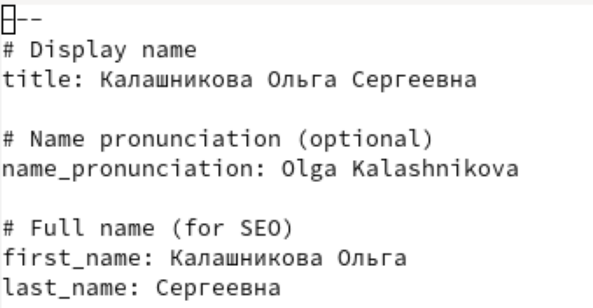 ---
# Display name
title: Калашникова Ольга Сергеевна
# Name pronunciation (optional)
name_pronunciation: Olga Kalashnikova
# Full name (for SEO)
first_name: Калашникова Ольга
last_name: Сергеевна